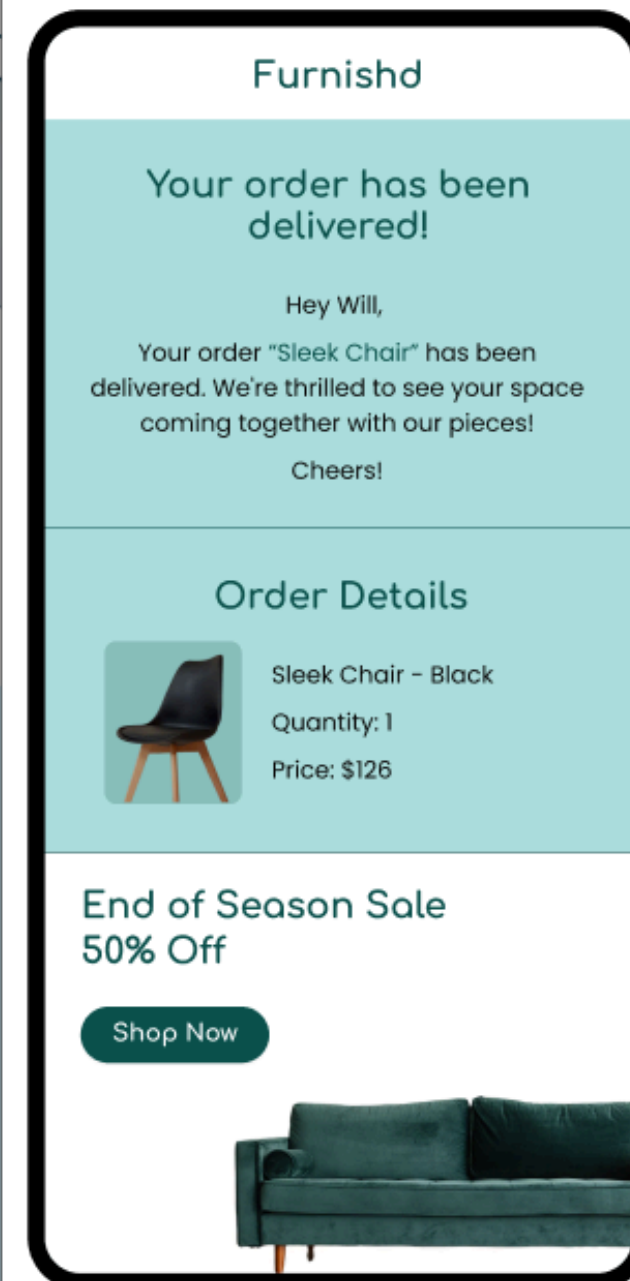 Furnishd
Your order has been
delivered!
Hey Will,
Your order “Sleek Chair” has been
delivered. We're thrilled to see your space
coming together with our pieces!
Cheers!
Order Details
Sleek Chair - Black
Quantity: 1
Price: $126
End of Season Sale
50% Off
Shop Now